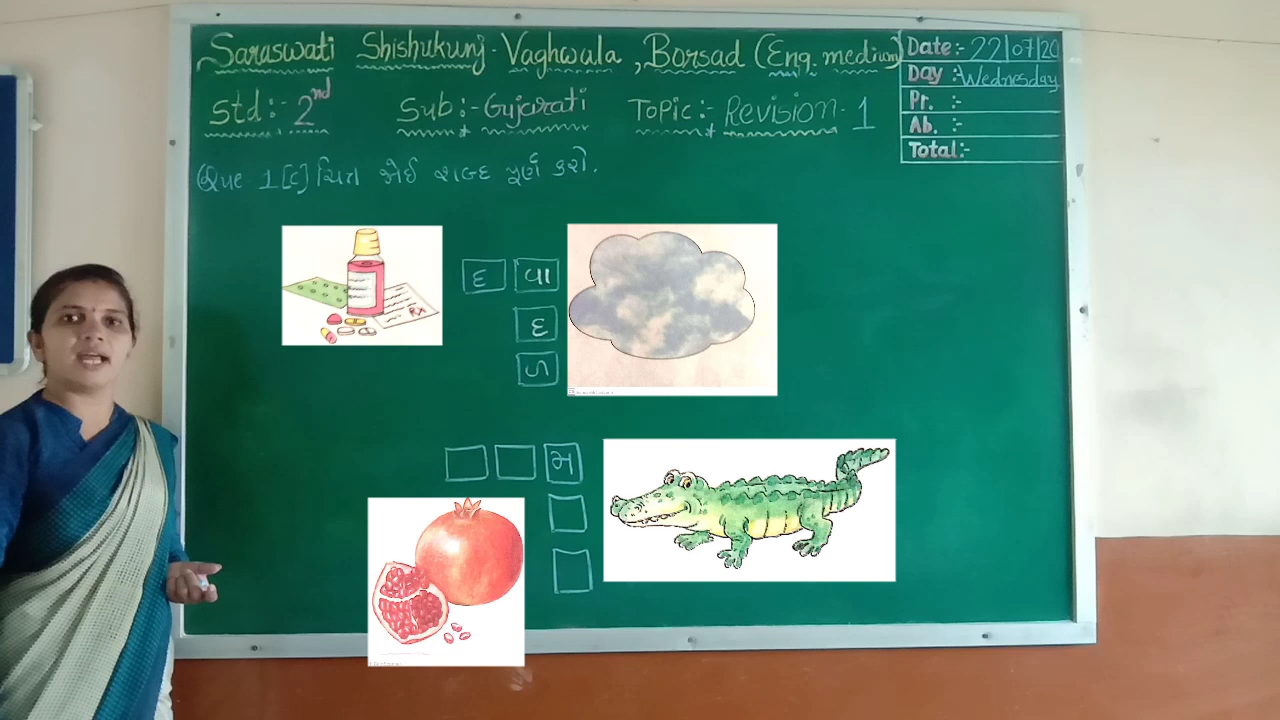 Saraswati Shishukunj - Vaghwala, Borsad (Eng. medium)
Date:- 22/07/20
Day :- Wednesday
Std :- 2nd Sub :- Gujarati Topic :- Revision - 1
Pr. :-
Ab. :-
Total:-
1 [C] ચિત્ર જોઈ શબ્દ પૂર્ણ કરો.
દ વા
દ
ળ
Rx
મ